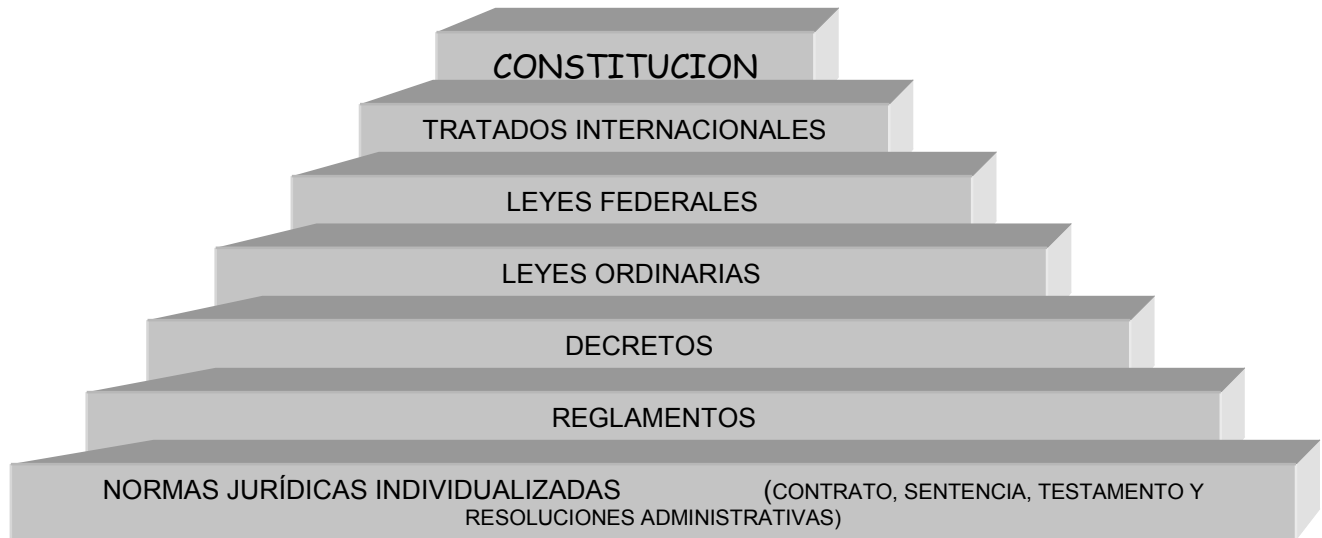 CONSTITUCION
TRATADOS INTERNACIONALES
LEYES FEDERALES
LEYES ORDINARIAS
DECRETOS
REGLAMENTOS
NORMAS JURÍDICAS INDIVIDUALIZADAS (CONTRATO, SENTENCIA, TESTAMENTO Y
RESOLUCIONES ADMINISTRATIVAS)